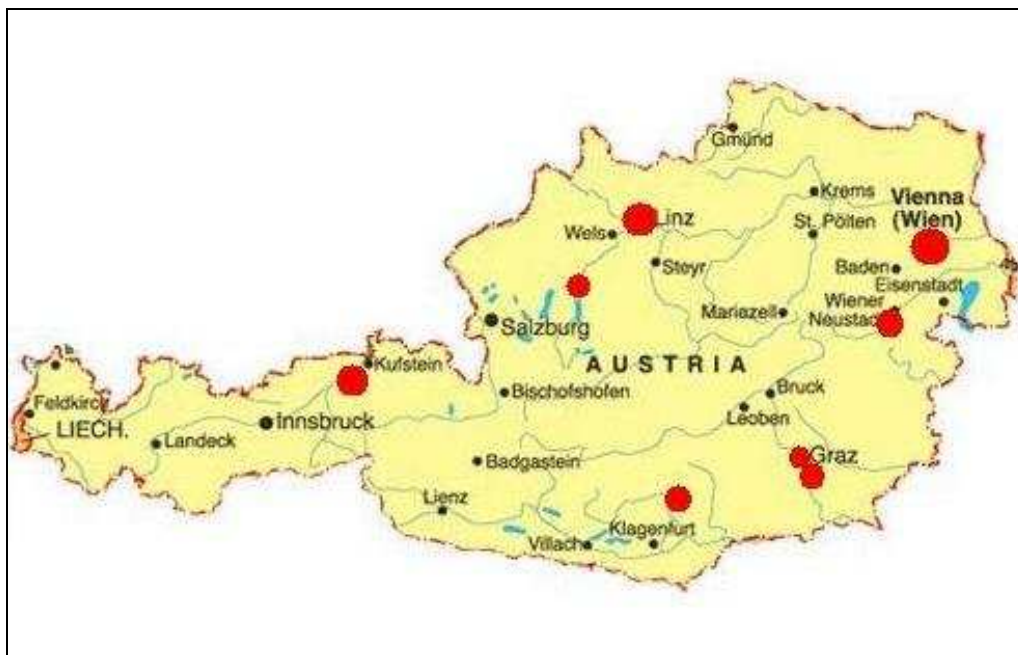 Gmünd
Krems
Vienna
(Wien)
Linz
St. Pölten
Wels
Steyr
Baden
Eisenstadt
Wiener
Mariazell
Salzburg
AUSTRIA
Kufstein
Bischofshofen
Bruck
Feldkirch
Leoben
Innsbruck
LIECH.
Landeck
Graz
Badgastein
Lienz
Klagenfurt
Villach